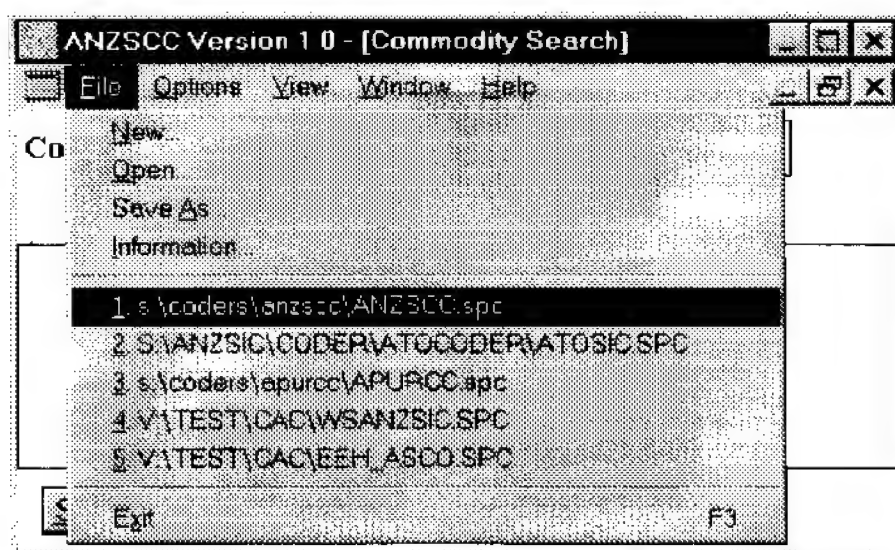 ANZSCC Version 1.0 - [Commodity Search]
File Options View Window Help
Co
New...
Open...
Save As...
Information...
1. s:\coders\anzscc\ANZSCC.spc
2. S:\ANZSIC\CODER\ATOCODER\ATOSIC.SPC
3. s:\coders\apurcc\APURCC.spc
4. V:\TEST\CAC\WSANZSIC.SPC
5. V:\TEST\CAC\EEH_ASCO.SPC
S
Exit F3